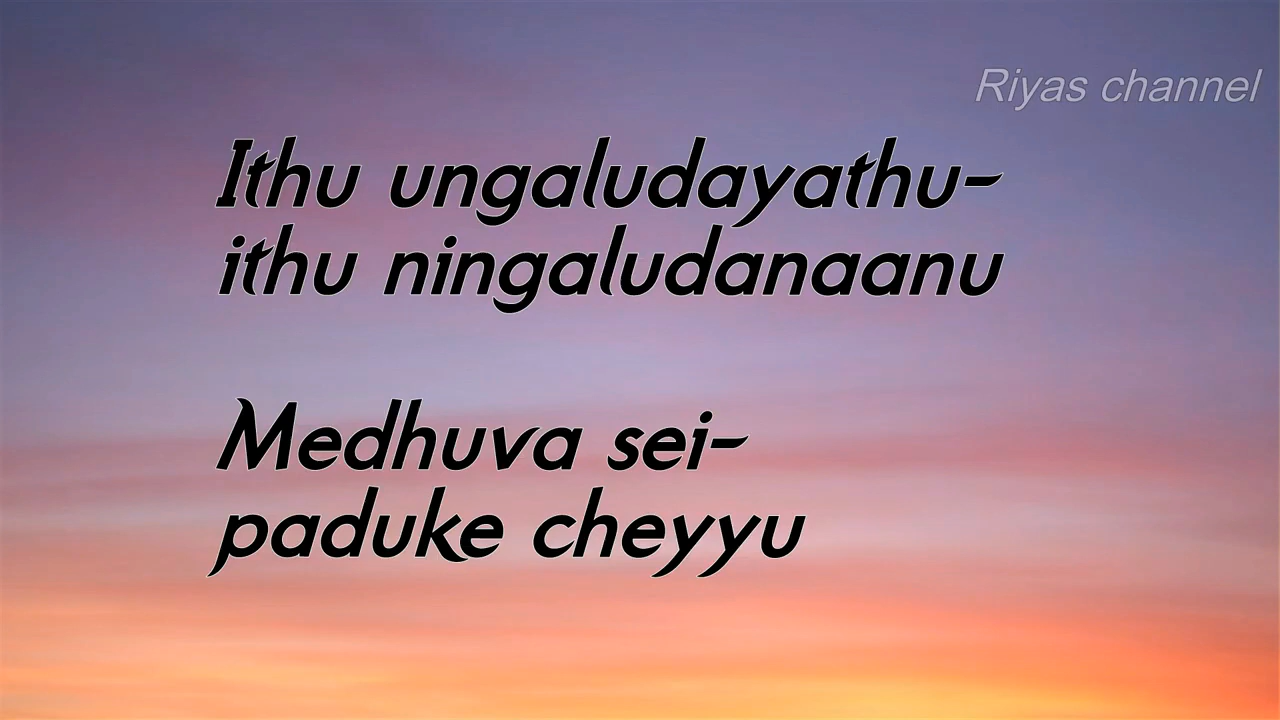 Riyas channel
Ithu ungaludayathu-
ithu ningaludanaanu
Medhuva sei-
paduke cheyyu